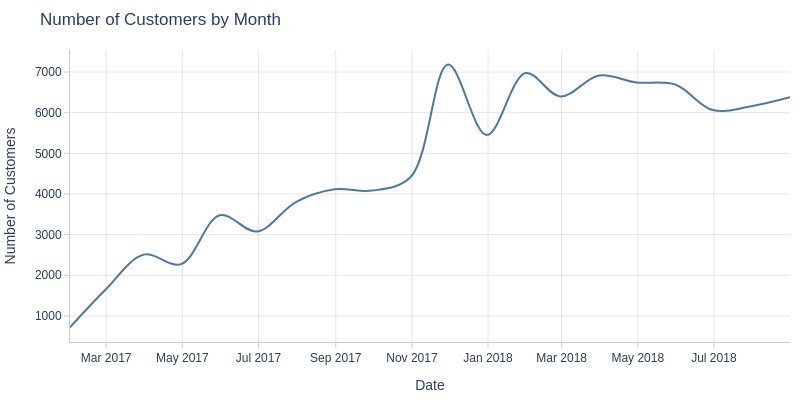 Number of Customers by Month
Number of Customers
7000
6000
5000
4000
3000
2000
1000
Mar 2017 May 2017 Jul 2017 Sep 2017 Nov 2017 Jan 2018 Mar 2018 May 2018 Jul 2018
Date